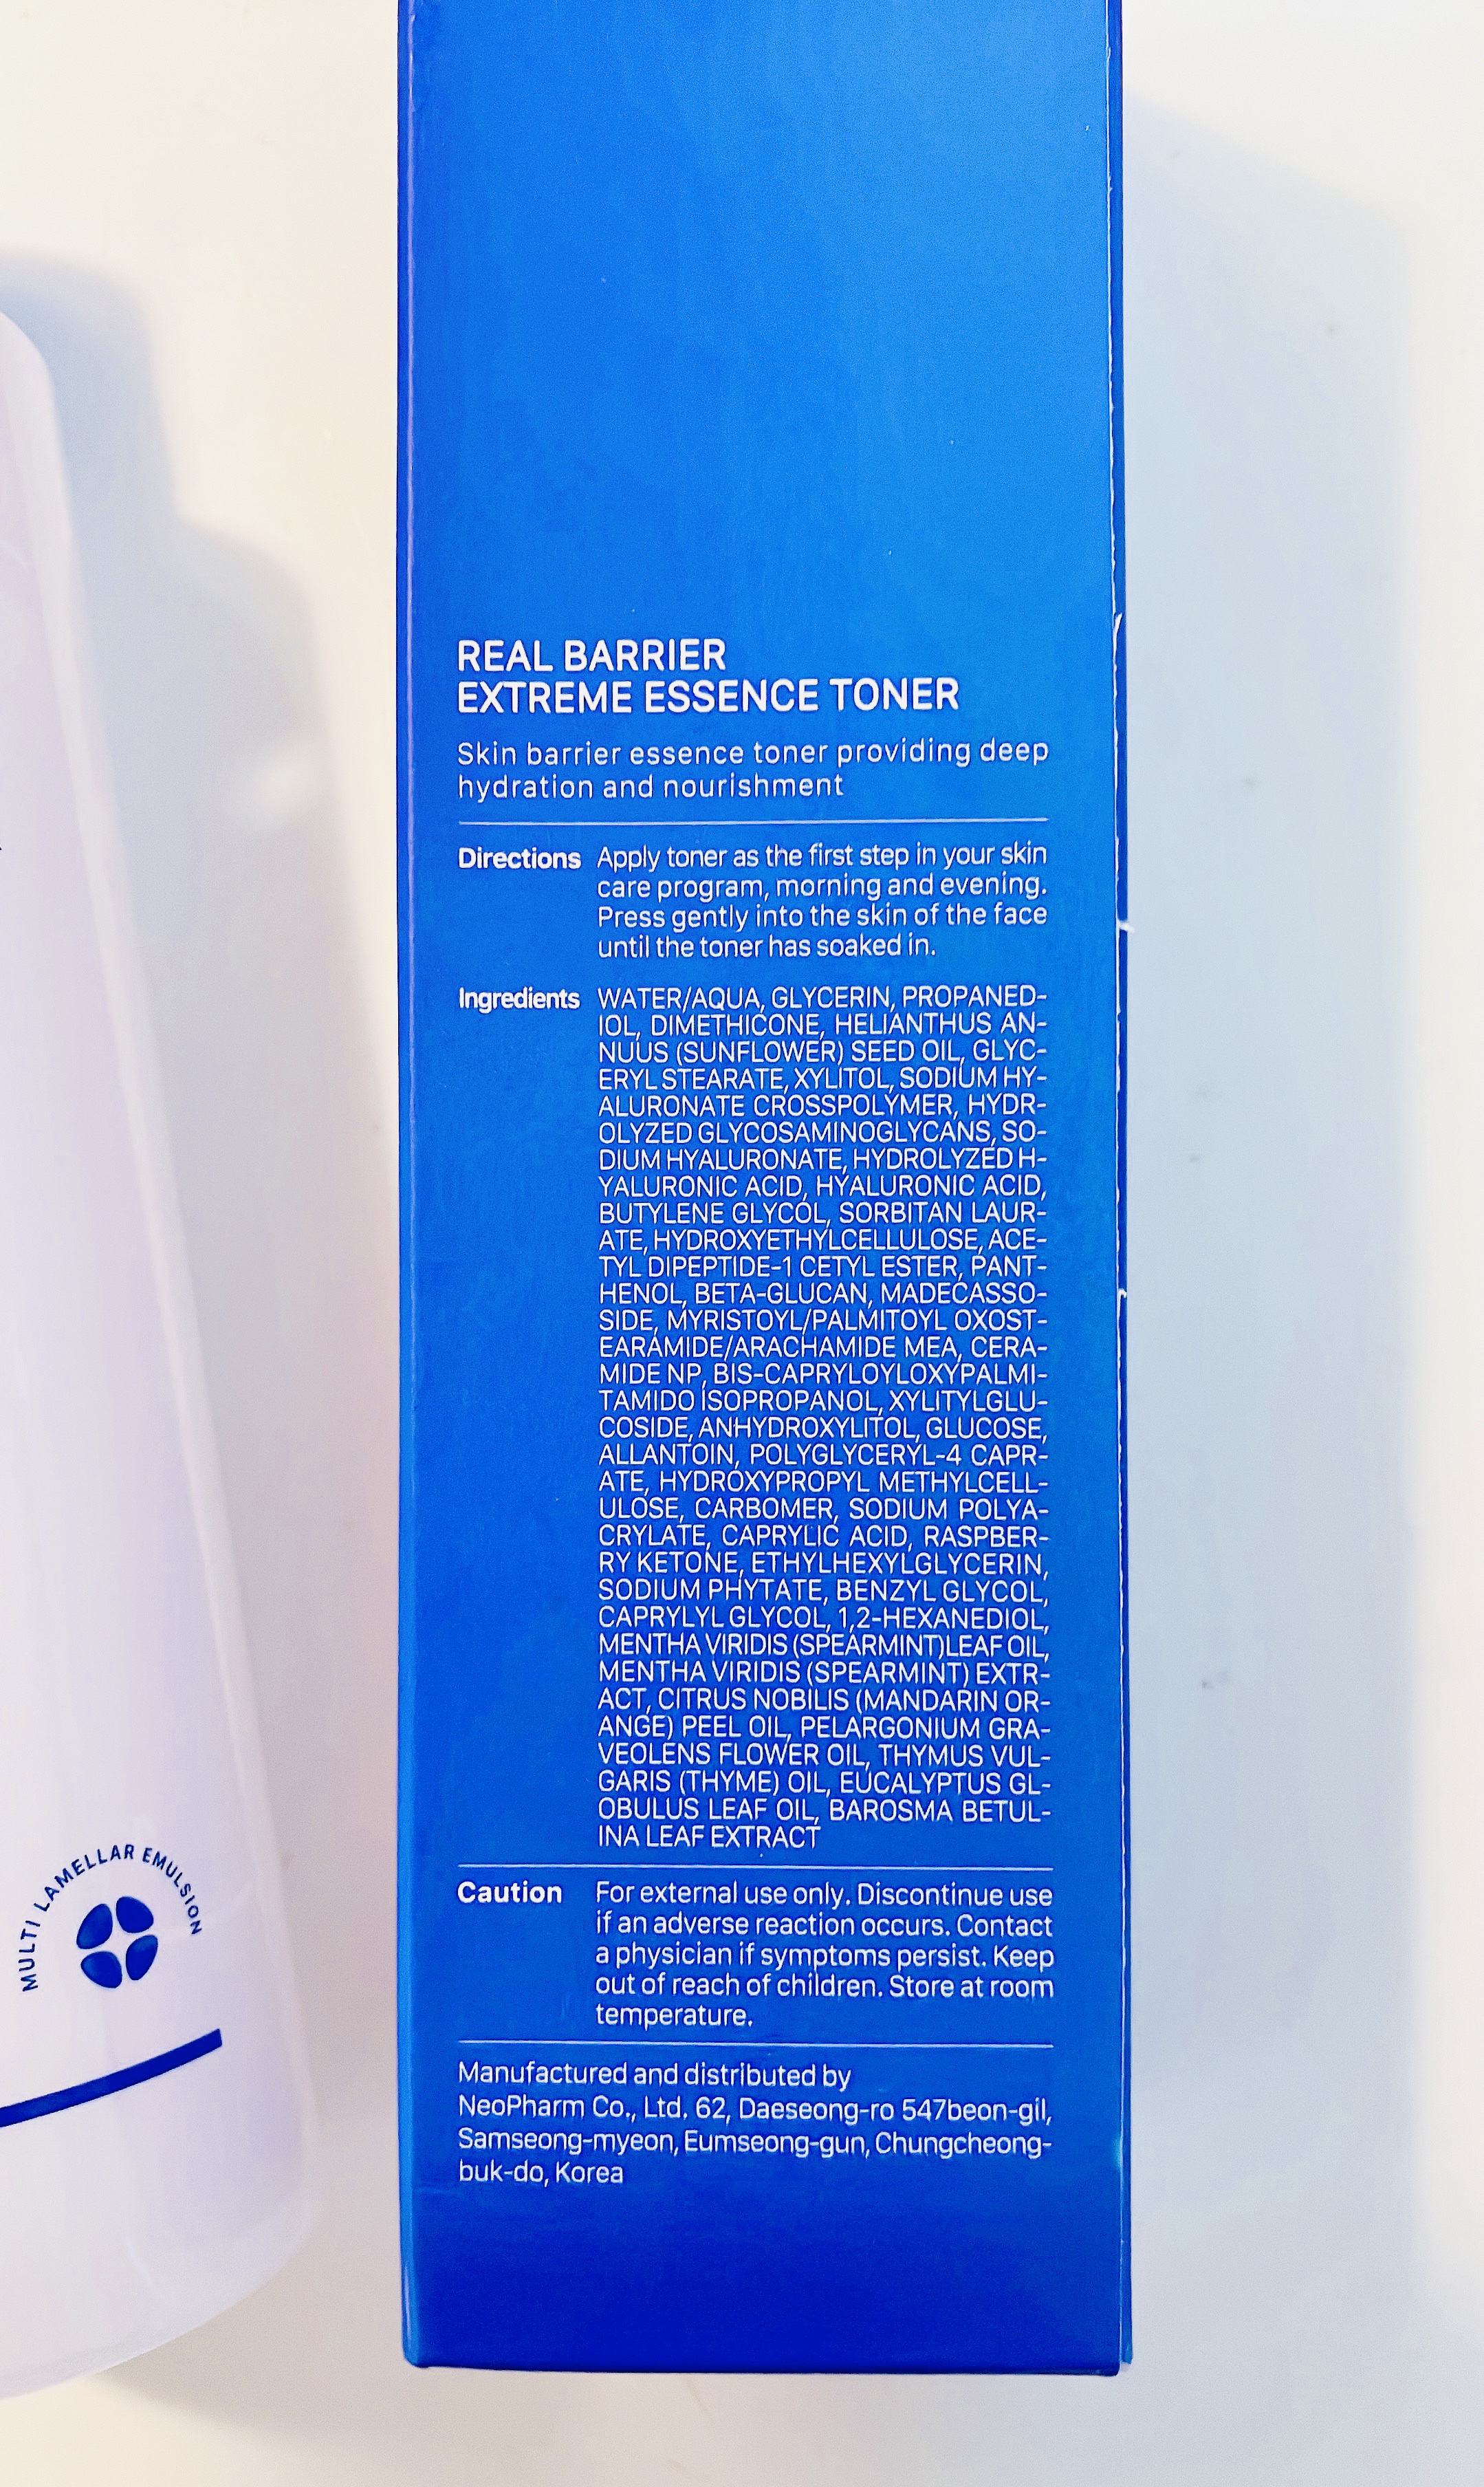 REAL BARRIER
EXTREME ESSENCE TONER
Skin barrier essence toner providing deep
hydration and nourishment
Directions Apply toner as the first step in your skin
care program, morning and evening.
Press gently into the skin of the face
until the toner has soaked in.
Ingredients WATER/AQUA, GLYCERIN, PROPANED-
IOL, DIMETHICONE, HELIANTHUS AN-
NUUS (SUNFLOWER) SEED OIL, GLYC-
ERYL STEARATE, XYLITOL, SODIUM HY-
ALURONATE CROSSPOLYMER, HYDR-
OLYZED GLYCOSAMINOGLYCANS, SO-
DIUM HYALURONATE, HYDROLYZED H-
YALURONIC ACID, HYALURONIC ACID,
BUTYLENE GLYCOL, SORBITAN LAUR-
ATE, HYDROXYETHYLCELLULOSE, ACE-
TYL DIPEPTIDE-1 CETYL ESTER, PANT-
HENOL, BETA-GLUCAN, MADECASSO-
SIDE, MYRISTOYL/PALMITOYL OXOST-
EARAMIDE/ARACHAMIDE MEA, CERA-
MIDE NP, BIS-CAPRYLOYLOXYPALMI-
TAMIDO ISOPROPANOL, XYLITYLGLU-
COSIDE, ANHYDROXYLITOL, GLUCOSE,
ALLANTOIN, POLYGLYCERYL-4 CAPR-
ATE, HYDROXYPROPYL METHYLCELL-
ULOSE, CARBOMER, SODIUM POLYA-
CRYLATE, CAPRYLIC ACID, RASPBER-
RY KETONE, ETHYLHEXYLGLYCERIN,
SODIUM PHYTATE, BENZYL GLYCOL,
CAPRYLYL GLYCOL, 1,2-HEXANEDIOL,
MENTHA VIRIDIS (SPEARMINT)LEAF OIL,
MENTHA VIRIDIS (SPEARMINT) EXTR-
ACT, CITRUS NOBILIS (MANDARIN OR-
ANGE) PEEL OIL, PELARGONIUM GRA-
VEOLENS FLOWER OIL, THYMUS VUL-
GARIS (THYME) OIL, EUCALYPTUS GL-
OBULUS LEAF OIL, BAROSMA BETUL-
INA LEAF EXTRACT
Caution For external use only. Discontinue use
if an adverse reaction occurs. Contact
a physician if symptoms persist. Keep
out of reach of children. Store at room
temperature.
Manufactured and distributed by
NeoPharm Co., Ltd. 62, Daeseong-ro 547beon-gil,
Samseong-myeon, Eumseong-gun, Chungcheong-
buk-do, Korea
MULTI LAMELLAR EMULSION